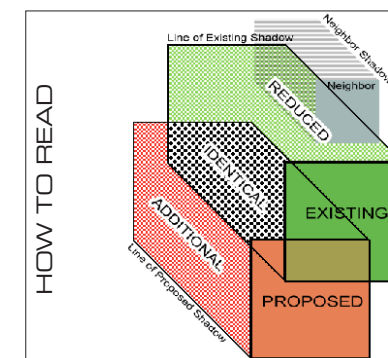 HOW TO READ
Line of Existing Shadow
Neighbor Shadow
Neighbor
REDUCED
IDENTICAL
EXISTING
ADDITIONAL
PROPOSED
Line of Proposed Shadow